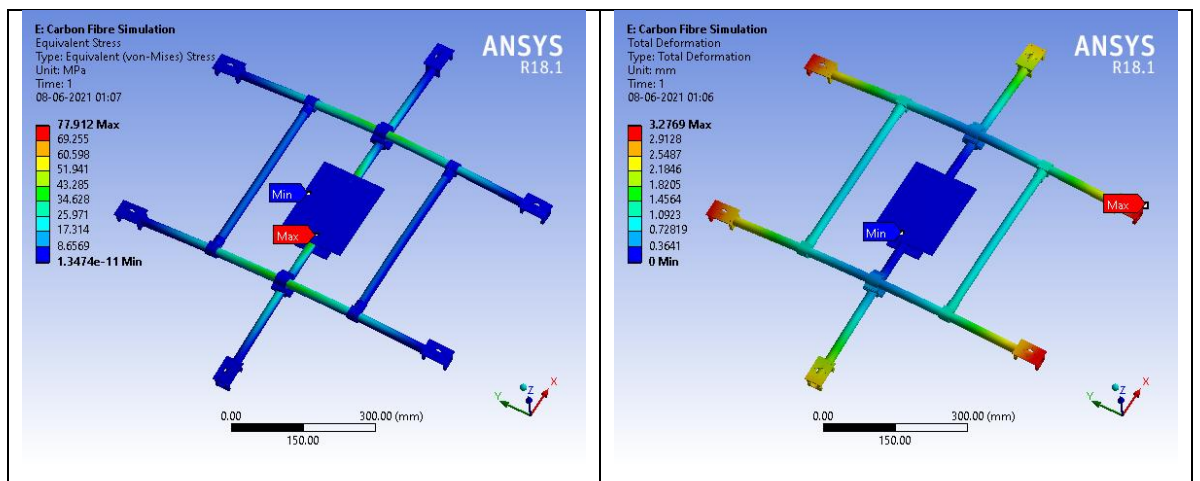 E: Carbon Fibre Simulation
Equivalent Stress
Type: Equivalent (von-Mises) Stress
Unit: MPa
Time: 1
08-06-2021 01:07
ANSYS
R18.1
77.912 Max
69.255
60.598
51.941
43.285
34.628
25.971
17.314
8.6569
1.3474e-11 Min
Min
Max
0.00
300.00 (mm)
150.00
X
Y
Z
E: Carbon Fibre Simulation
Total Deformation
Type: Total Deformation
Unit: mm
Time: 1
08-06-2021 01:06
ANSYS
R18.1
3.2769 Max
2.9128
2.5487
2.1846
1.8205
1.4564
1.0923
0.72819
0.3641
0 Min
Max
Min
0.00
300.00 (mm)
150.00
X
Y
Z